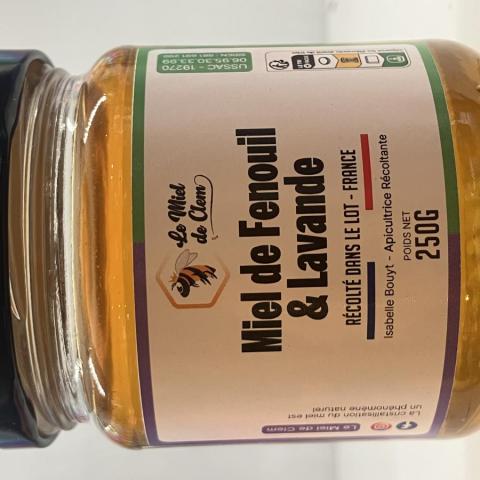 Le Miel
de Clem
Miel de Fenouil
& Lavande
RÉCOLTÉ DANS LE LOT - FRANCE
Isabelle Bouyt - Apicultrice Récoltante
POIDS NET
250G
USSAC - 19270
06.95.30.33.99
La cristallisation du miel est
un phénomène naturel
Le Miel de Clem